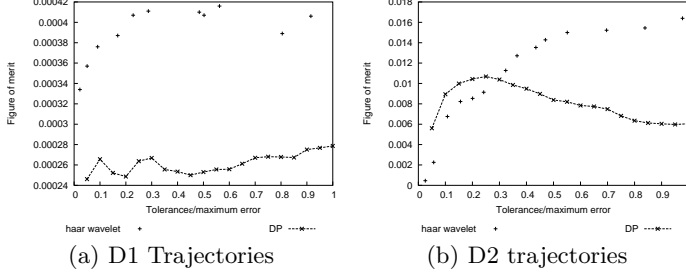 0.00042
0.0004
0.00038
0.00036
0.00034
0.00032
0.0003
0.00028
0.00026
0.00024
Figure of merit
0 0.1 0.2 0.3 0.4 0.5 0.6 0.7 0.8 0.9 1
Toleranceε/maximum error
haar wavelet DP
(a) D1 Trajectories
0.018
0.016
0.014
0.012
0.01
0.008
0.006
0.004
0.002
0
Figure of merit
0 0.1 0.2 0.3 0.4 0.5 0.6 0.7 0.8 0.9
Toleranceε/maximum error
haar wavelet DP
(b) D2 trajectories